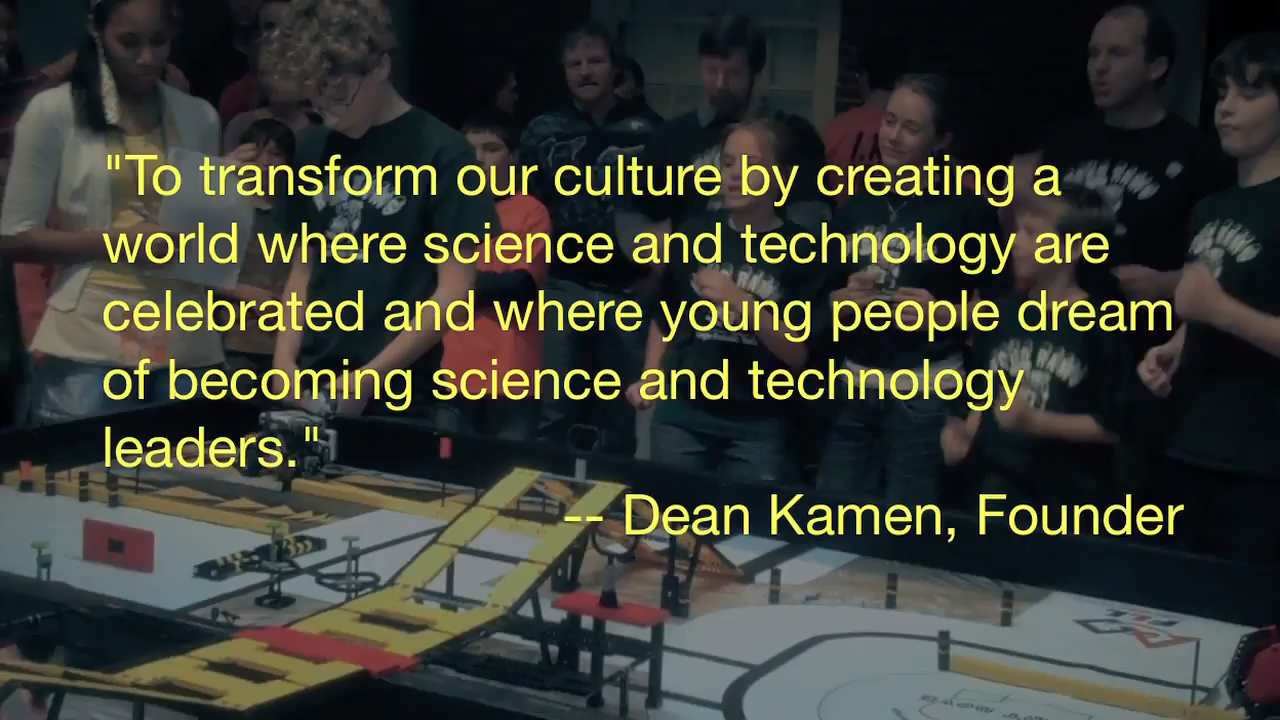 "To transform our culture by creating a
world where science and technology are
celebrated and where young people dream
of becoming science and technology
leaders."
-- Dean Kamen, Founder
FLL